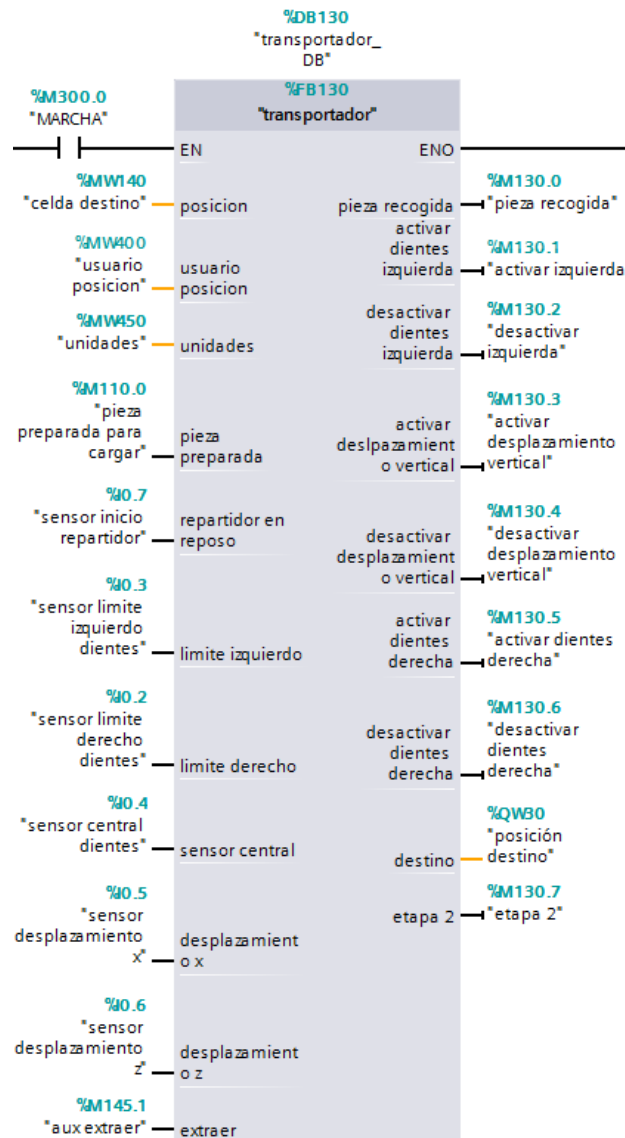 %DB130
"transportador_
DB"
%FB130
"transportador"
%M300.0
"MARCHA"
EN
ENO
%MW140
"celda destino"
posicion
%MW400
"usuario
posicion"
usuario
posicion
%MW450
"unidades"
unidades
%M110.0
"pieza
preparada para
cargar"
pieza
preparada
%I0.7
"sensor inicio
repartidor"
repartidor en
reposo
%I0.3
"sensor limite
izquierdo
dientes"
limite izquierdo
%I0.2
"sensor limite
derecho
dientes"
limite derecho
%I0.4
"sensor central
dientes"
sensor central
%I0.5
"sensor
desplazamiento
x"
desplazamient
o x
%I0.6
"sensor
desplazamiento
z"
desplazamient
o z
%M145.1
"aux extraer"
extraer
pieza recogida
%M130.0
"pieza recogida"
activar
dientes
izquierda
%M130.1
"activar izquierda
desactivar
dientes
izquierda
%M130.2
"desactivar
izquierda"
activar
deslpazamient
o vertical
%M130.3
"activar
desplazamiento
vertical"
desactivar
desplazamient
o vertical
%M130.4
"desactivar
desplazamiento
vertical"
activar
dientes
derecha
%M130.5
"activar dientes
derecha"
desactivar
dientes
derecha
%M130.6
"desactivar
dientes
derecha"
destino
%QW30
"posición
destino"
etapa 2
%M130.7
"etapa 2"